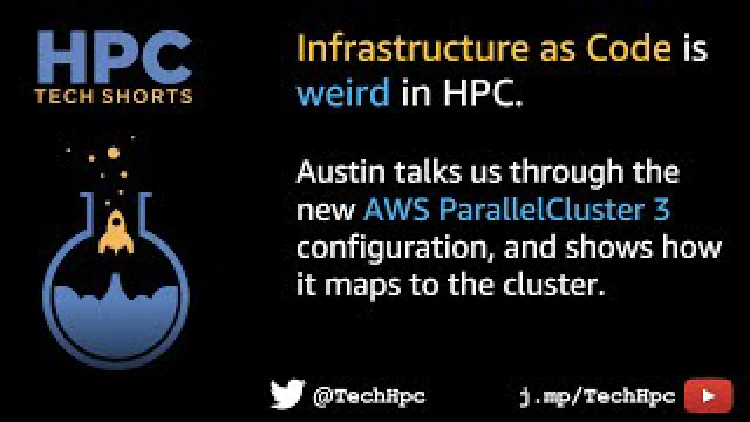 HPC
TECH SHORTS
Infrastructure as Code is
weird in HPC.
Austin talks us through the
new AWS ParallelCluster 3
configuration, and shows how
it maps to the cluster.
@TechHpc
j.mp/TechHpc